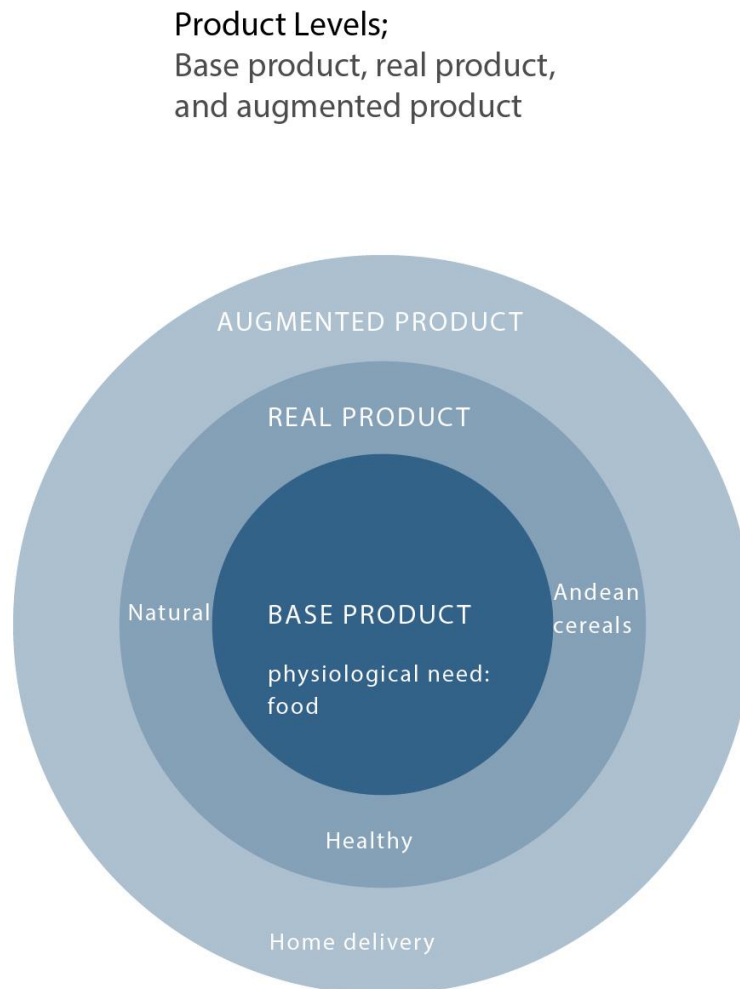 Product Levels;
Base product, real product,
and augmented product
AUGMENTED PRODUCT
REAL PRODUCT
Natural
BASE PRODUCT
physiological need:
food
Andean
cereals
Healthy
Home delivery